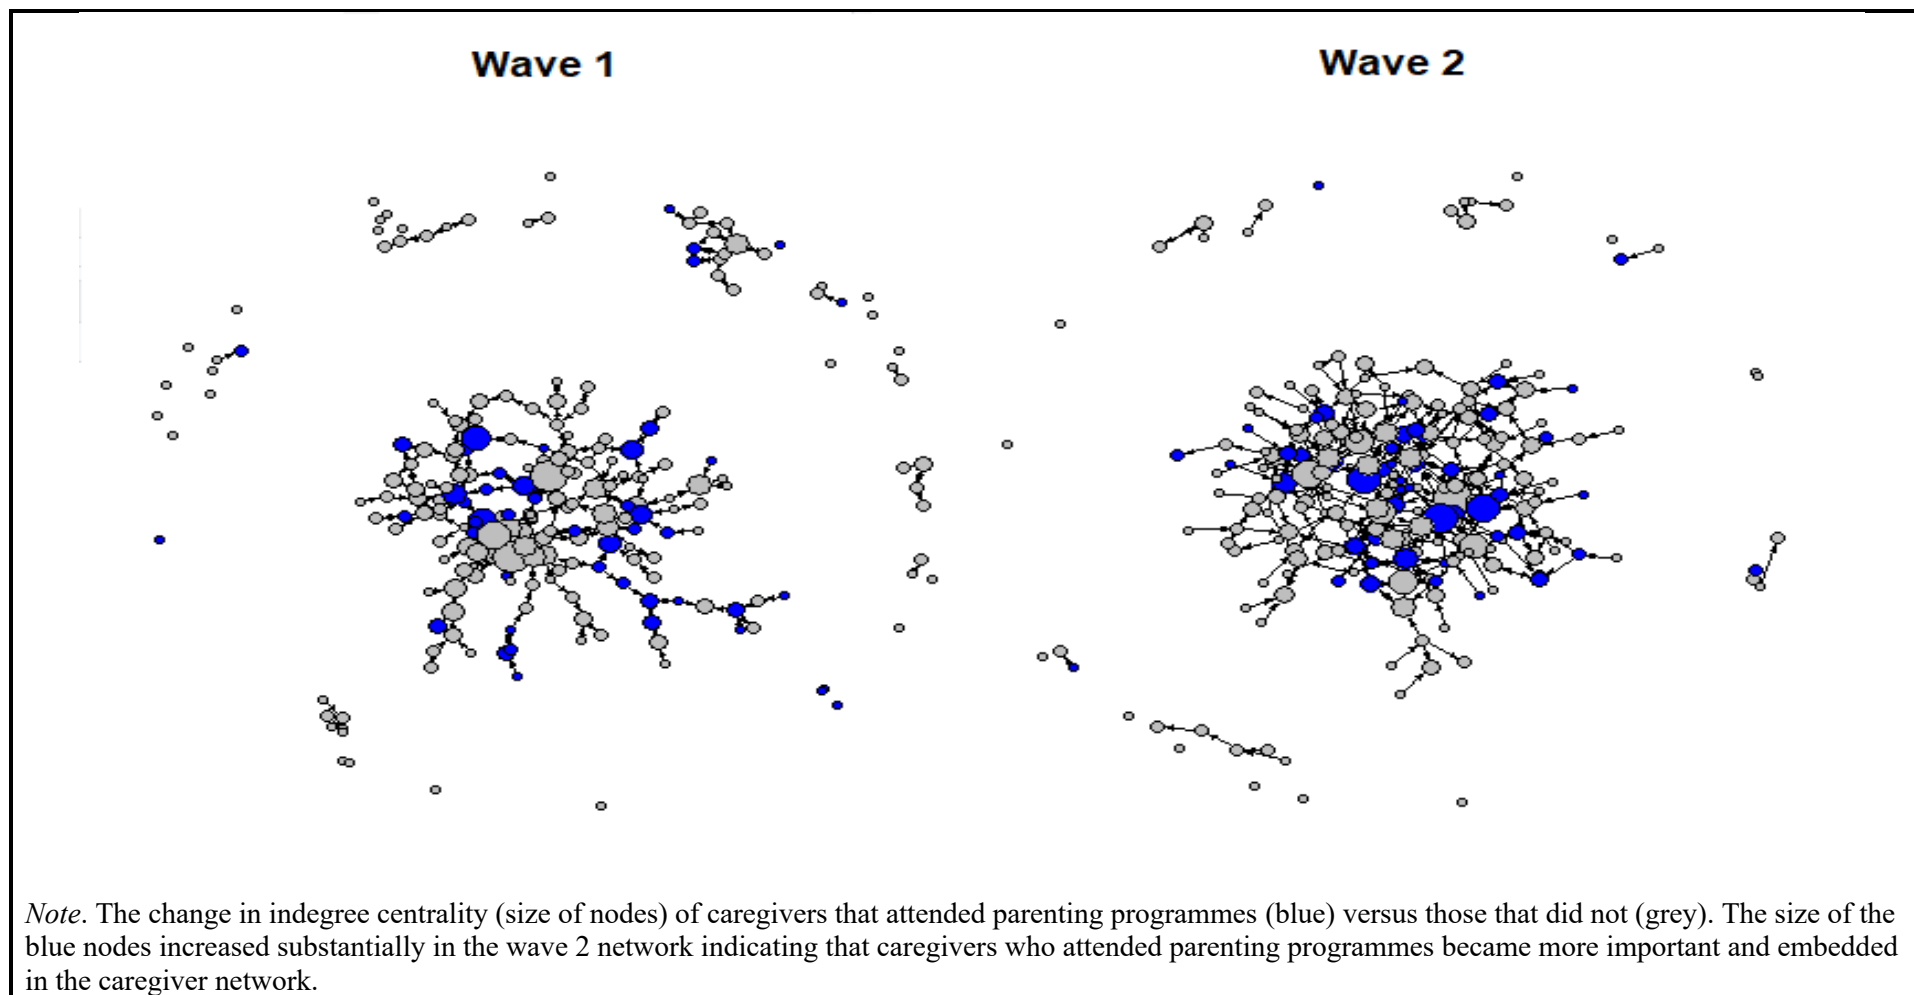 Wave 1
Wave 2
Note. The change in indegree centrality (size of nodes) of caregivers that attended parenting programmes (blue) versus those that did not (grey). The size of the
blue nodes increased substantially in the wave 2 network indicating that caregivers who attended parenting programmes became more important and embedded
in the caregiver network.